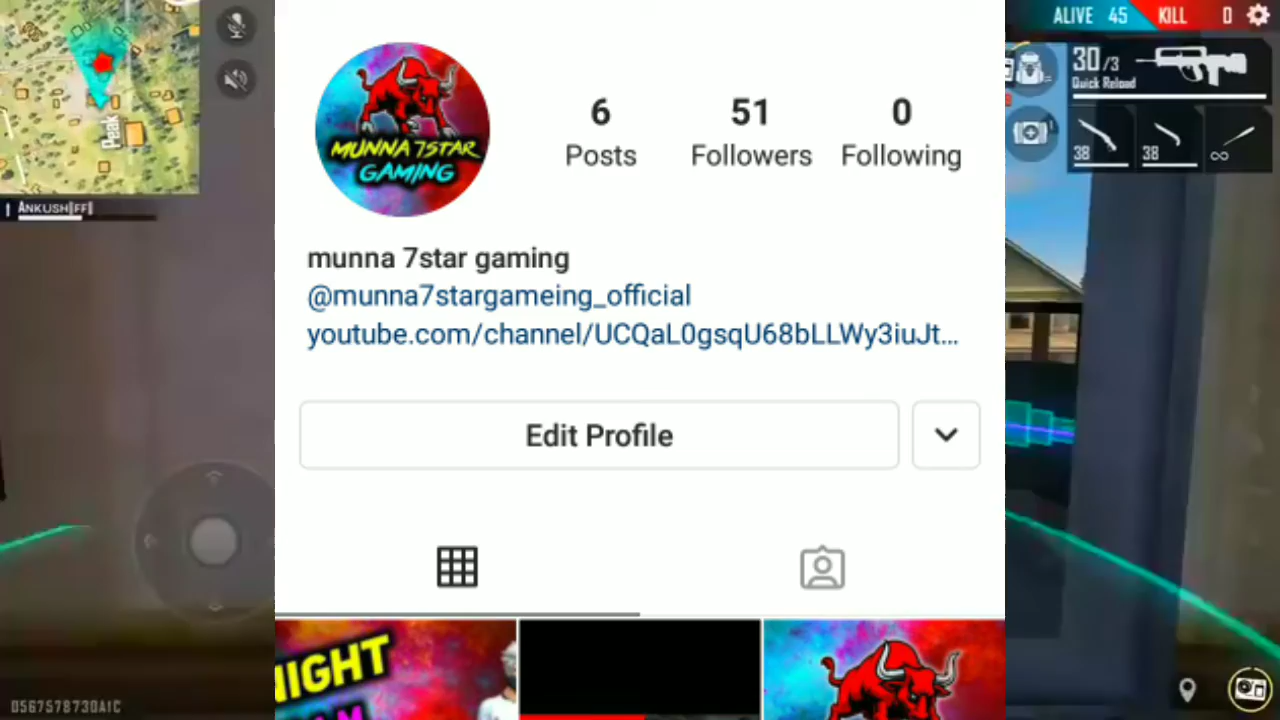 ALIVE 45 KILL 0
30/3
Quick Reload
38 38 ∞
Peak
ANKUSH|FF|
MUNNA 7STAR
GAMING
6 51 0
Posts Followers Following
munna 7star gaming
@munna7stargameing_official
youtube.com/channel/UCQaL0gsqU68bLLWy3iuJt…
Edit Profile
IGHT